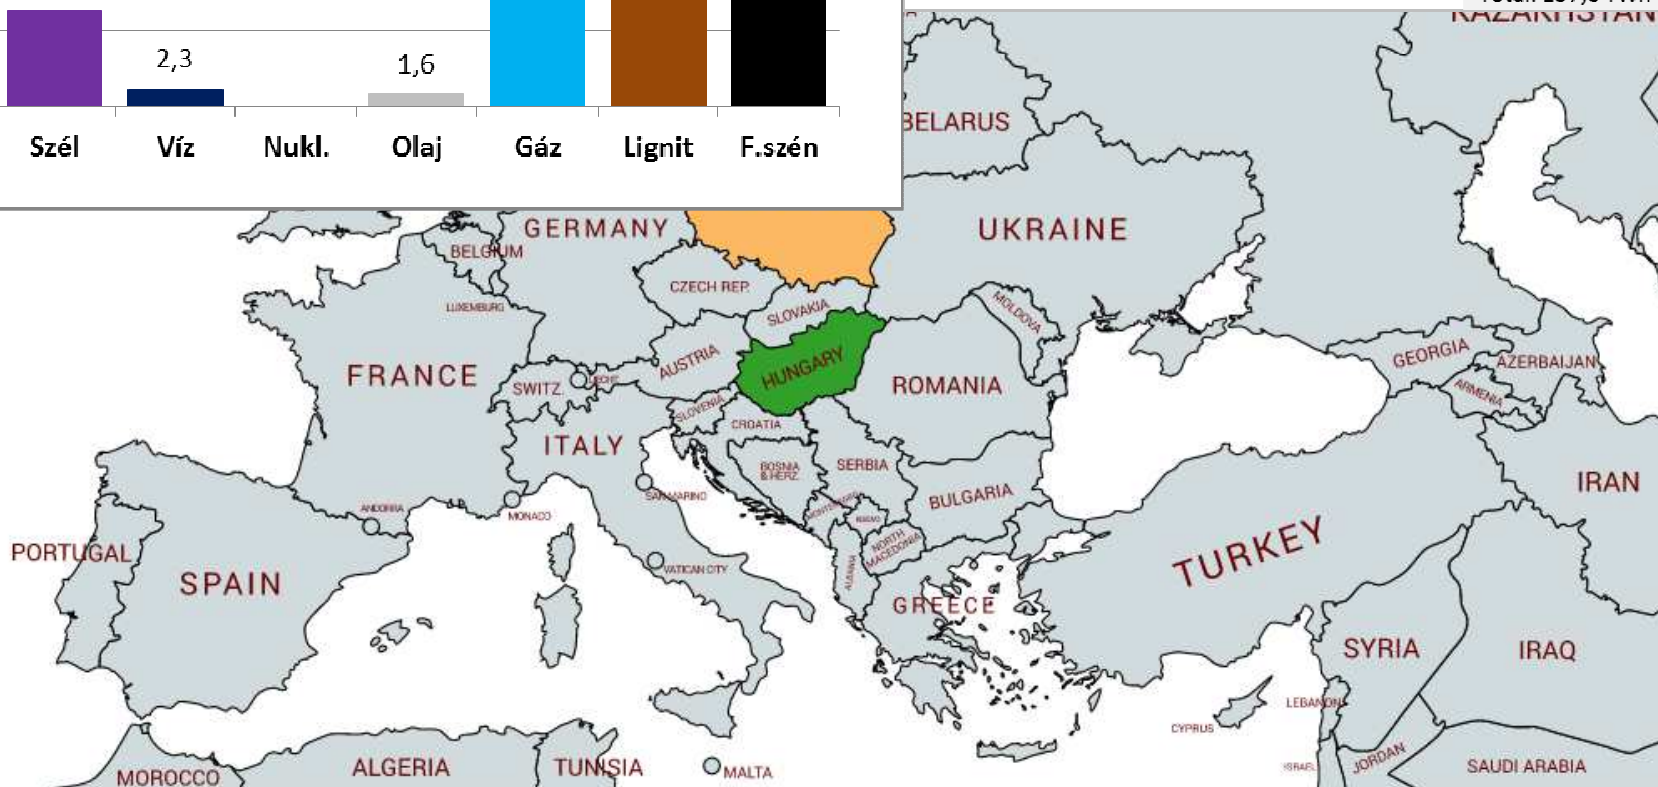 2,3
1,6
Szél
Víz
Nukl.
Olaj
Gáz
Lignit
F.szén
KAZAKHSTAN
BELARUS
UKRAINE
GERMANY
BELGIUM
CZECH REP.
LUXEMBURG
SLOVAKIA
MOLDOVA
FRANCE
AUSTRIA
HUNGARY
ROMANIA
GEORGIA
AZERBAIJAN
ARMENIA
SWITZ.
LIECHT.
SLOVENIA
CROATIA
ITALY
BOSNIA
& HERZ.
SERBIA
BULGARIA
IRAN
SAN MARINO
MONTENEGRO
ANDORRA
MONACO
NORTH
MACEDONIA
ALBANIA
PORTUGAL
SPAIN
VATICAN CITY
TURKEY
GREECE
SYRIA
IRAQ
LEBANON
CYPRUS
MOROCCO
ALGERIA
TUNISIA
MALTA
ISRAEL
JORDAN
SAUDI ARABIA